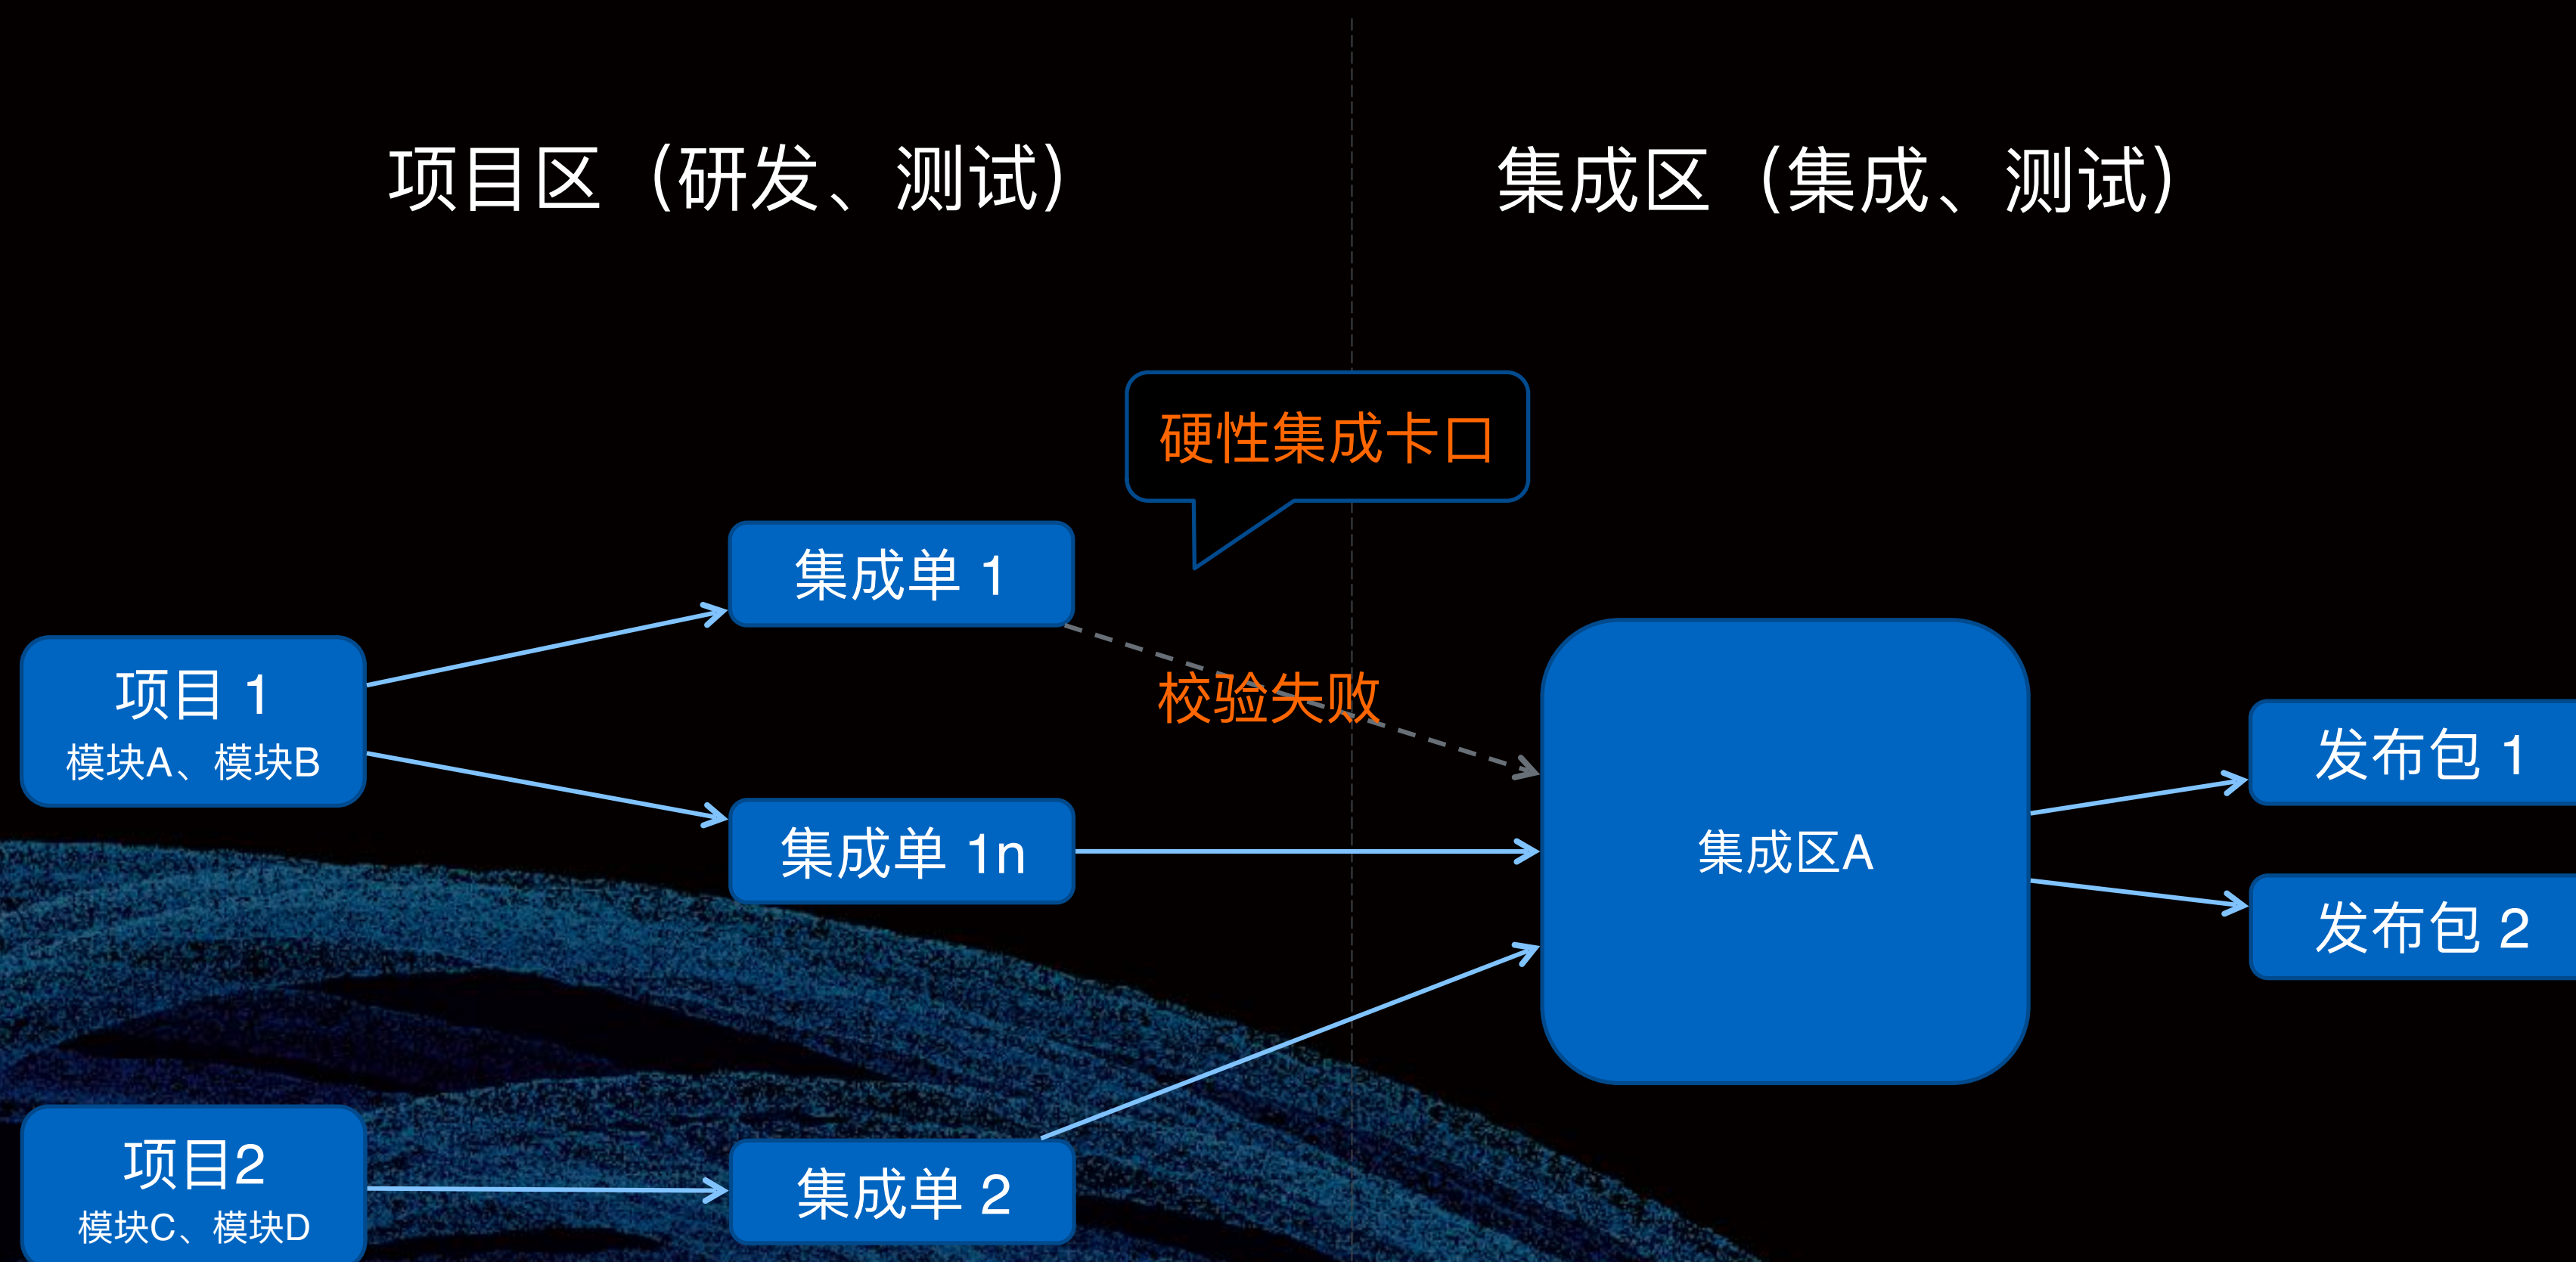 项目区（研发、测试）
集成区（集成、测试）
硬性集成卡口
集成单 1
校验失败
项目 1
模块A、模块B
集成单 1n
集成区A
发布包 1
发布包 2
项目2
模块C、模块D
集成单 2